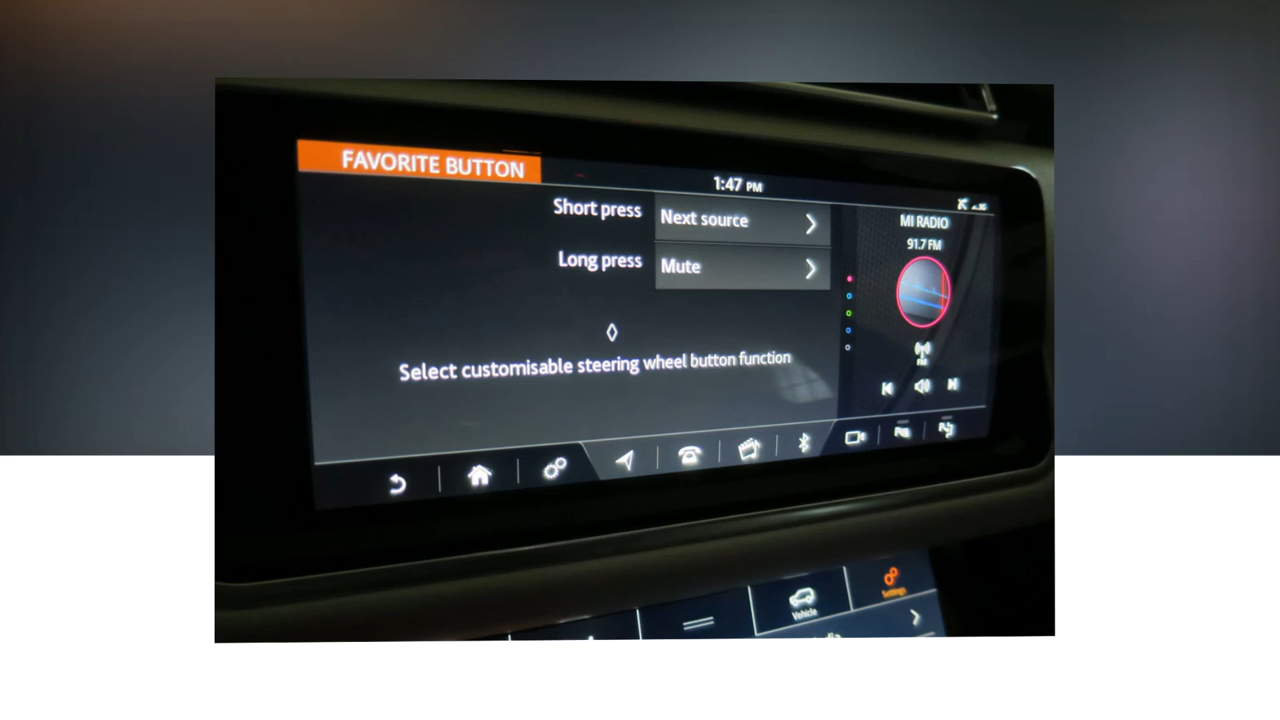 FAVORITE BUTTON
1:47 PM
Short press
Next source
Long press
Mute
Select customisable steering wheel button function
MI RADIO
91.7 FM
FM
Vehicle
Settings